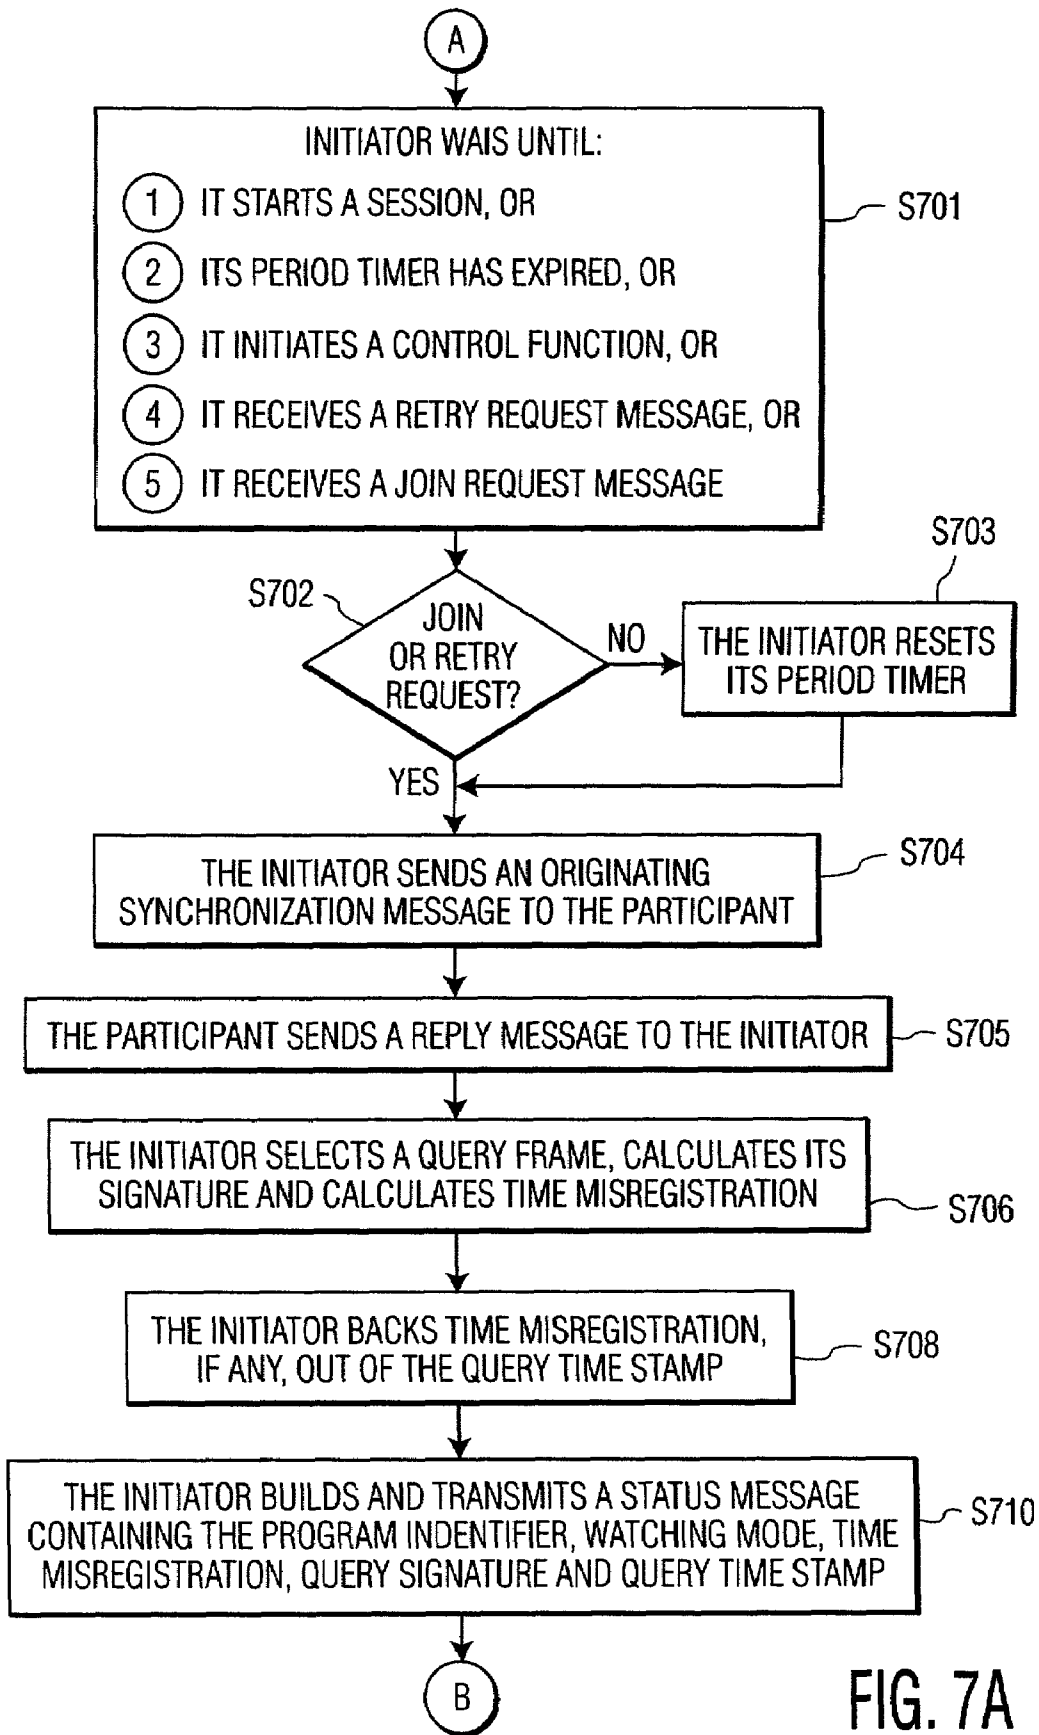 A
INITIATOR WAIS UNTIL:
1 IT STARTS A SESSION, OR
2 ITS PERIOD TIMER HAS EXPIRED, OR
3 IT INITIATES A CONTROL FUNCTION, OR
4 IT RECEIVES A RETRY REQUEST MESSAGE, OR
5 IT RECEIVES A JOIN REQUEST MESSAGE
S701
S702
JOIN
OR RETRY
REQUEST?
NO
S703
THE INITIATOR RESETS
ITS PERIOD TIMER
YES
THE INITIATOR SENDS AN ORIGINATING
SYNCHRONIZATION MESSAGE TO THE PARTICIPANT
S704
THE PARTICIPANT SENDS A REPLY MESSAGE TO THE INITIATOR
S705
THE INITIATOR SELECTS A QUERY FRAME, CALCULATES ITS
SIGNATURE AND CALCULATES TIME MISREGISTRATION
S706
THE INITIATOR BACKS TIME MISREGISTRATION,
IF ANY, OUT OF THE QUERY TIME STAMP
S708
THE INITIATOR BUILDS AND TRANSMITS A STATUS MESSAGE
CONTAINING THE PROGRAM INDENTIFIER, WATCHING MODE, TIME
MISREGISTRATION, QUERY SIGNATURE AND QUERY TIME STAMP
S710
B
FIG. 7A